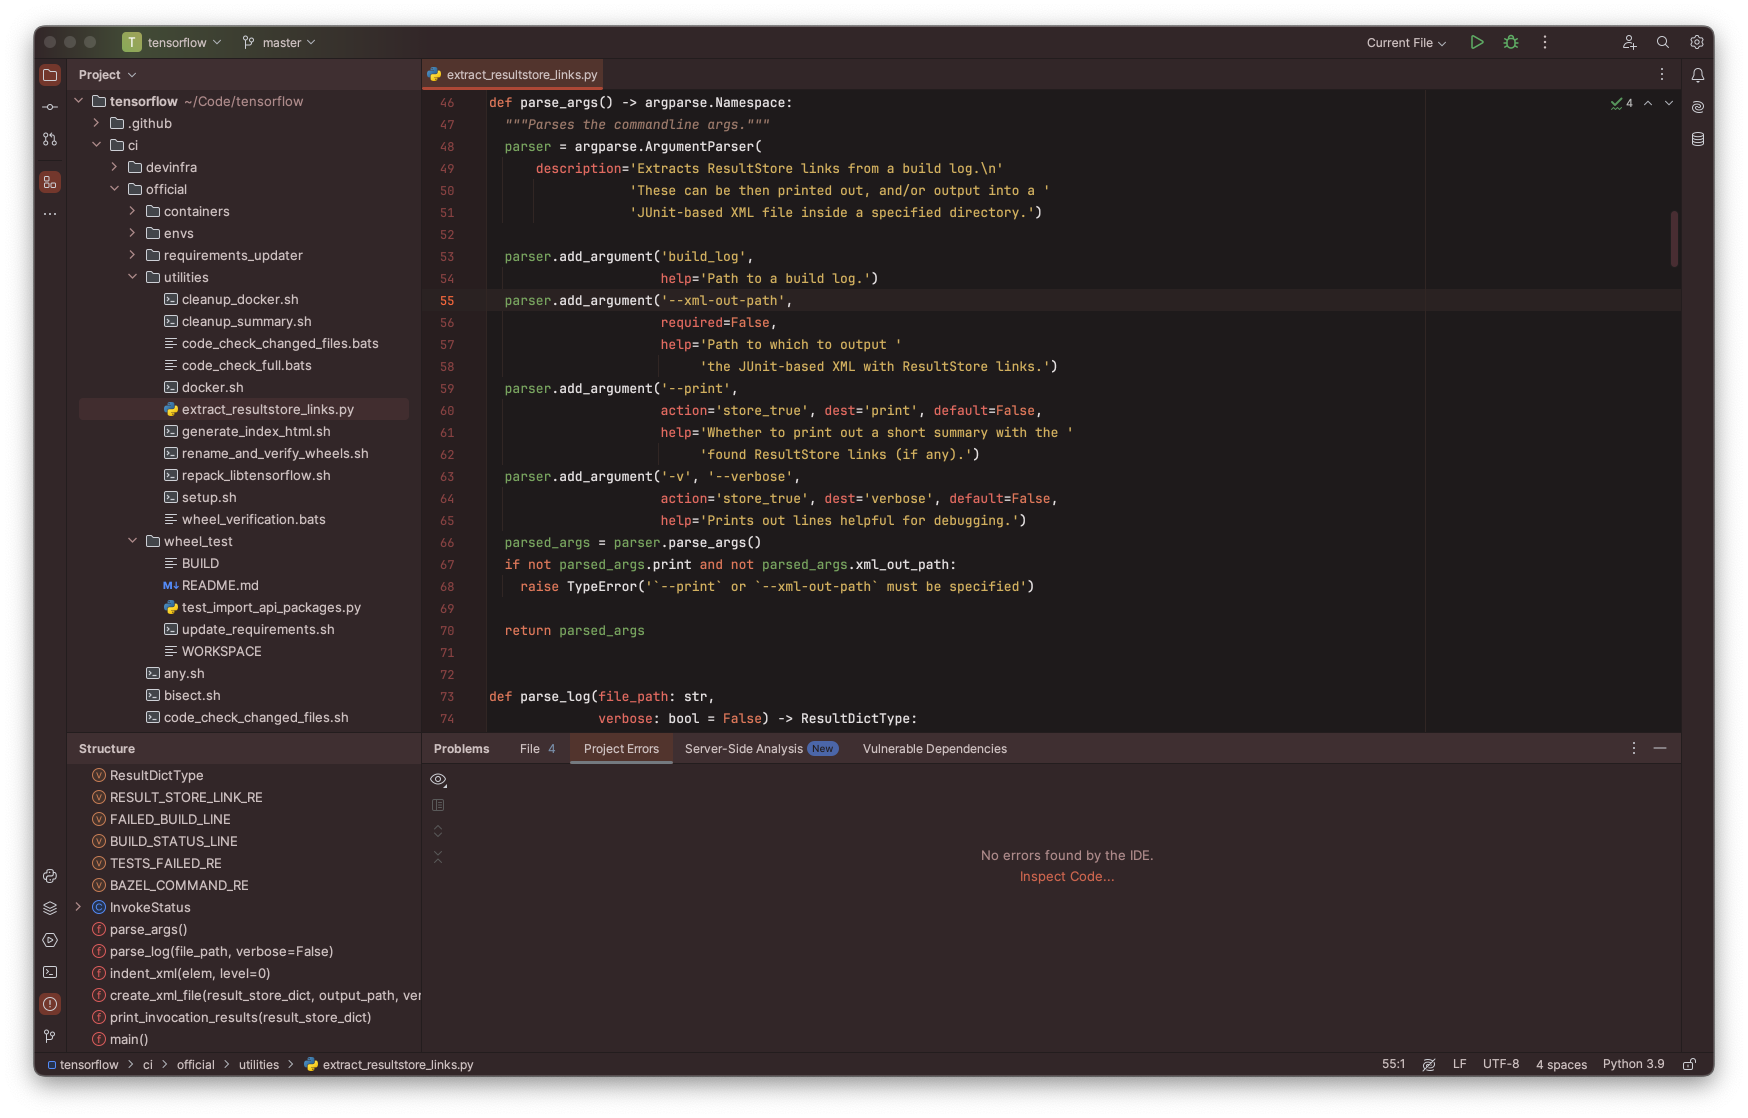 T tensorflow master Current File
Project
extract_resultstore_links.py
tensorflow ~/Code/tensorflow
.github
ci
devinfra
official
containers
envs
requirements_updater
utilities
cleanup_docker.sh
cleanup_summary.sh
code_check_changed_files.bats
code_check_full.bats
docker.sh
extract_resultstore_links.py
generate_index_html.sh
rename_and_verify_wheels.sh
repack_libtensorflow.sh
setup.sh
wheel_verification.bats
wheel_test
BUILD
M↓ README.md
test_import_api_packages.py
update_requirements.sh
WORKSPACE
any.sh
bisect.sh
code_check_changed_files.sh
4
46 def parse_args() -> argparse.Namespace:
47 """Parses the commandline args."""
48 parser = argparse.ArgumentParser(
49 description='Extracts ResultStore links from a build log.\n'
50 'These can be then printed out, and/or output into a '
51 'JUnit-based XML file inside a specified directory.')
52
53 parser.add_argument('build_log',
54 help='Path to a build log.')
55 parser.add_argument('--xml-out-path',
56 required=False,
57 help='Path to which to output '
58 'the JUnit-based XML with ResultStore links.')
59 parser.add_argument('--print',
60 action='store_true', dest='print', default=False,
61 help='Whether to print out a short summary with the '
62 'found ResultStore links (if any).')
63 parser.add_argument('-v', '--verbose',
64 action='store_true', dest='verbose', default=False,
65 help='Prints out lines helpful for debugging.')
66 parsed_args = parser.parse_args()
67 if not parsed_args.print and not parsed_args.xml_out_path:
68 raise TypeError('`--print` or `--xml-out-path` must be specified')
69
70 return parsed_args
71
72
73 def parse_log(file_path: str,
74 verbose: bool = False) -> ResultDictType:
Structure
V ResultDictType
V RESULT_STORE_LINK_RE
V FAILED_BUILD_LINE
V BUILD_STATUS_LINE
V TESTS_FAILED_RE
V BAZEL_COMMAND_RE
C InvokeStatus
f parse_args()
f parse_log(file_path, verbose=False)
f indent_xml(elem, level=0)
f create_xml_file(result_store_dict, output_path, ver
f print_invocation_results(result_store_dict)
f main()
Problems File 4 Project Errors Server-Side Analysis New Vulnerable Dependencies
No errors found by the IDE.
Inspect Code...
tensorflow ci official utilities extract_resultstore_links.py 55:1 LF UTF-8 4 spaces Python 3.9